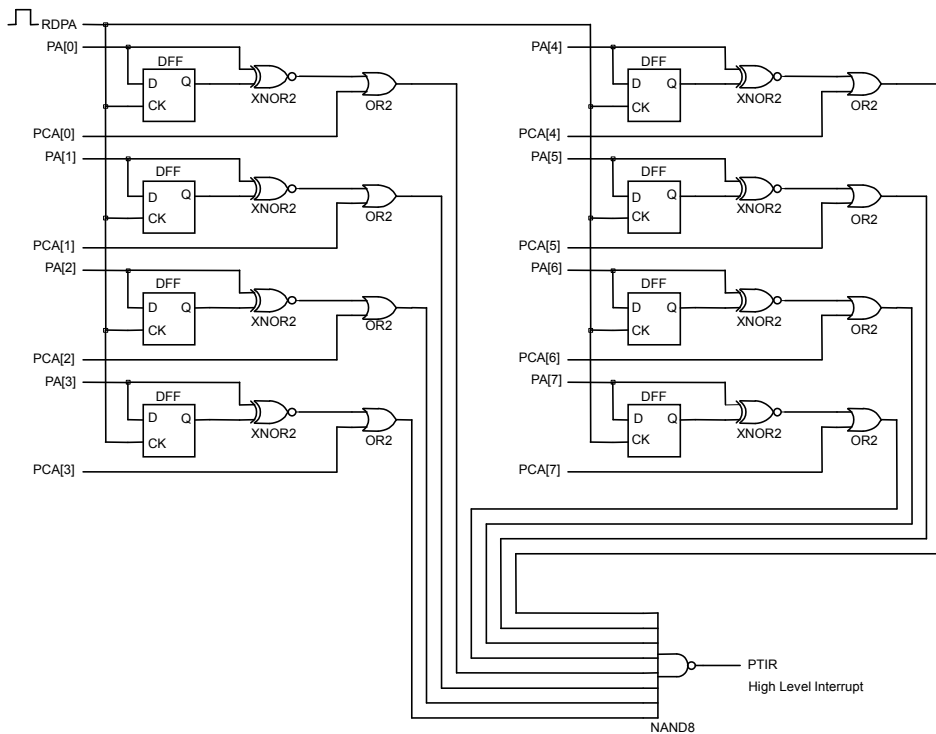 RDPA
PA[0]
DFF
D
Q
CK
XNOR2
OR2
PCA[0]
PA[1]
DFF
D
Q
CK
XNOR2
OR2
PCA[1]
PA[2]
DFF
D
Q
CK
XNOR2
OR2
PCA[2]
PA[3]
DFF
D
Q
CK
XNOR2
OR2
PCA[3]
PA[4]
DFF
D
Q
CK
XNOR2
OR2
PCA[4]
PA[5]
DFF
D
Q
CK
XNOR2
OR2
PCA[5]
PA[6]
DFF
D
Q
CK
XNOR2
OR2
PCA[6]
PA[7]
DFF
D
Q
CK
XNOR2
OR2
PCA[7]
PTIR
High Level Interrupt
NAND8